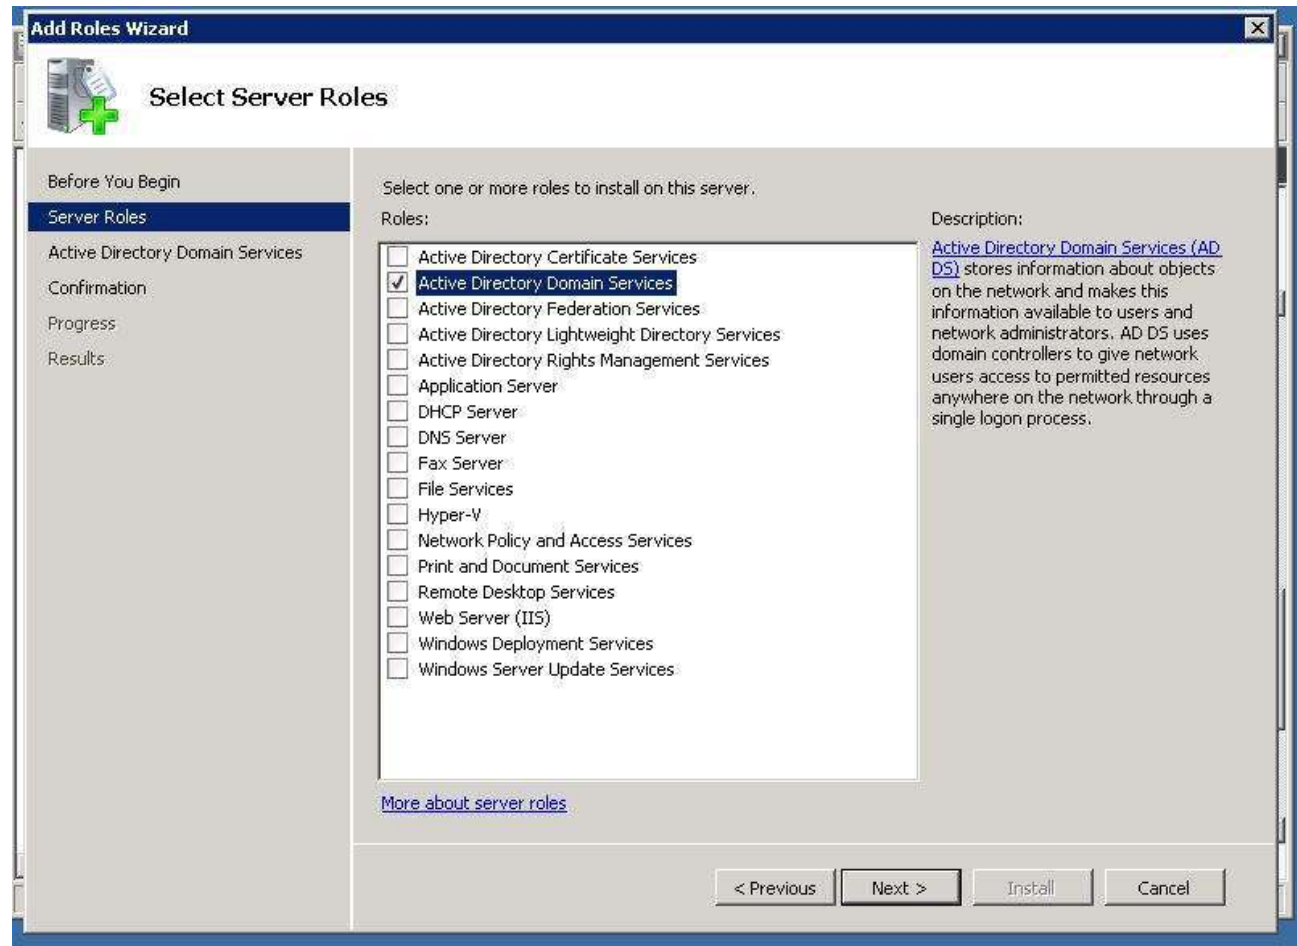 Add Roles Wizard
Select Server Roles
Before You Begin
Server Roles
Active Directory Domain Services
Confirmation
Progress
Results
Select one or more roles to install on this server.
Roles:
Active Directory Certificate Services
Active Directory Domain Services
Active Directory Federation Services
Active Directory Lightweight Directory Services
Active Directory Rights Management Services
Application Server
DHCP Server
DNS Server
Fax Server
File Services
Hyper-V
Network Policy and Access Services
Print and Document Services
Remote Desktop Services
Web Server (IIS)
Windows Deployment Services
Windows Server Update Services
More about server roles
Description:
Active Directory Domain Services (AD
DS) stores information about objects
on the network and makes this
information available to users and
network administrators. AD DS uses
domain controllers to give network
users access to permitted resources
anywhere on the network through a
single logon process.
< Previous
Next >
Install
Cancel